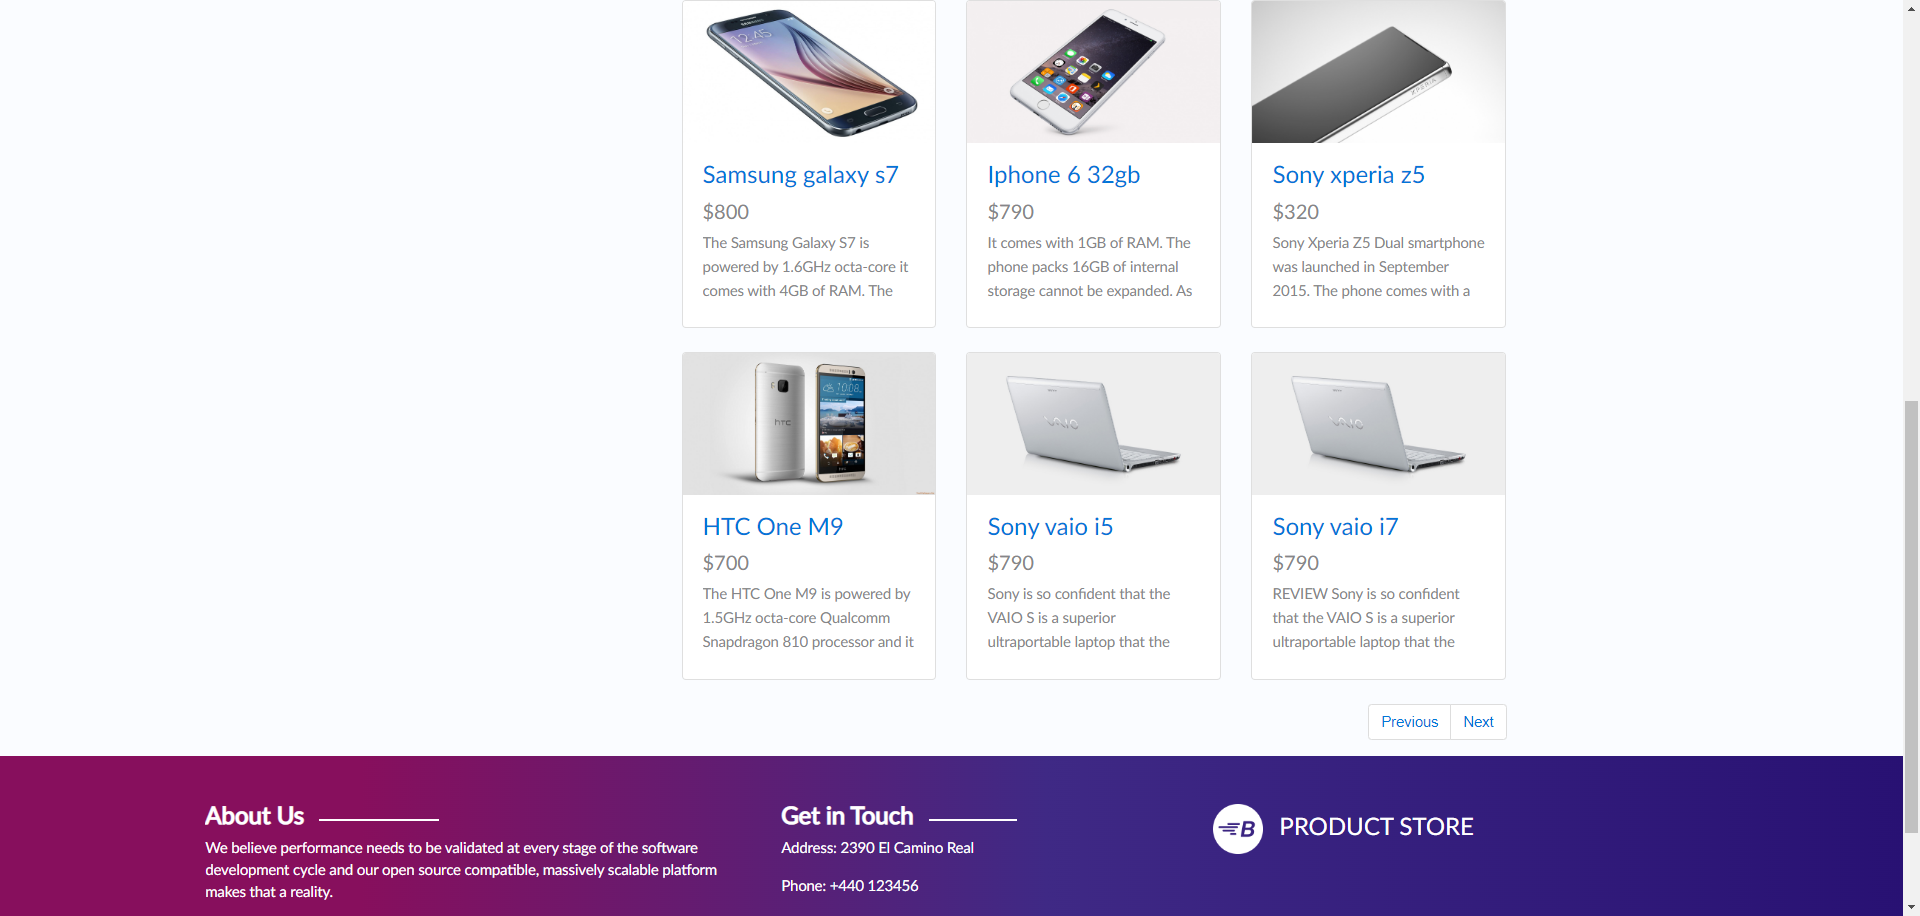 12:45
XPERIA
Samsung galaxy s7
$800
The Samsung Galaxy S7 is
powered by 1.6GHz octa-core it
comes with 4GB of RAM. The
Iphone 6 32gb
$790
It comes with 1GB of RAM. The
phone packs 16GB of internal
storage cannot be expanded. As
Sony xperia z5
$320
Sony Xperia Z5 Dual smartphone
was launched in September
2015. The phone comes with a
hTC
10:08
VAIO
VAIO
HTC One M9
$700
The HTC One M9 is powered by
1.5GHz octa-core Qualcomm
Snapdragon 810 processor and it
Sony vaio i5
$790
Sony is so confident that the
VAIO S is a superior
ultraportable laptop that the
Sony vaio i7
$790
REVIEW Sony is so confident
that the VAIO S is a superior
ultraportable laptop that the
Previous
Next
About Us
We believe performance needs to be validated at every stage of the software
development cycle and our open source compatible, massively scalable platform
makes that a reality.
Get in Touch
Address: 2390 El Camino Real
Phone: +440 123456
B
PRODUCT STORE